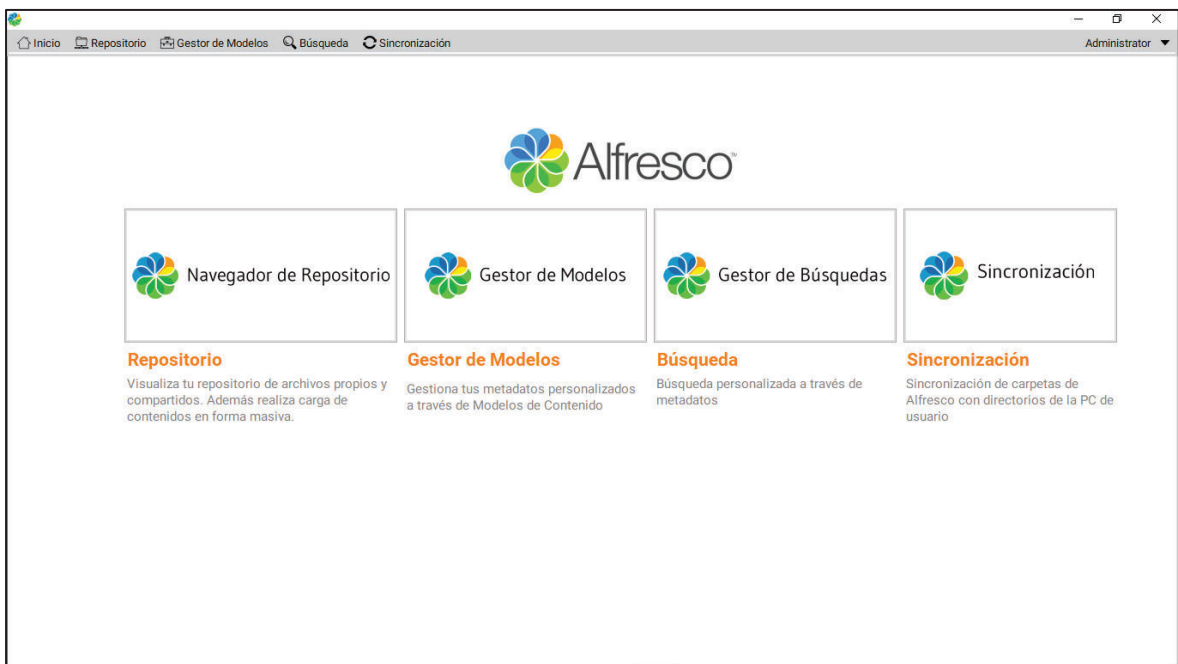 Inicio Repositorio Gestor de Modelos Búsqueda Sincronización Administrator
Alfresco™
Navegador de Repositorio Gestor de Modelos Gestor de Búsquedas Sincronización
Repositorio
Visualiza tu repositorio de archivos propios y
compartidos. Además realiza carga de
contenidos en forma masiva.
Gestor de Modelos
Gestiona tus metadatos personalizados
a través de Modelos de Contenido
Búsqueda
Búsqueda personalizada a través de
metadatos
Sincronización
Sincronización de carpetas de
Alfresco con directorios de la PC de
usuario